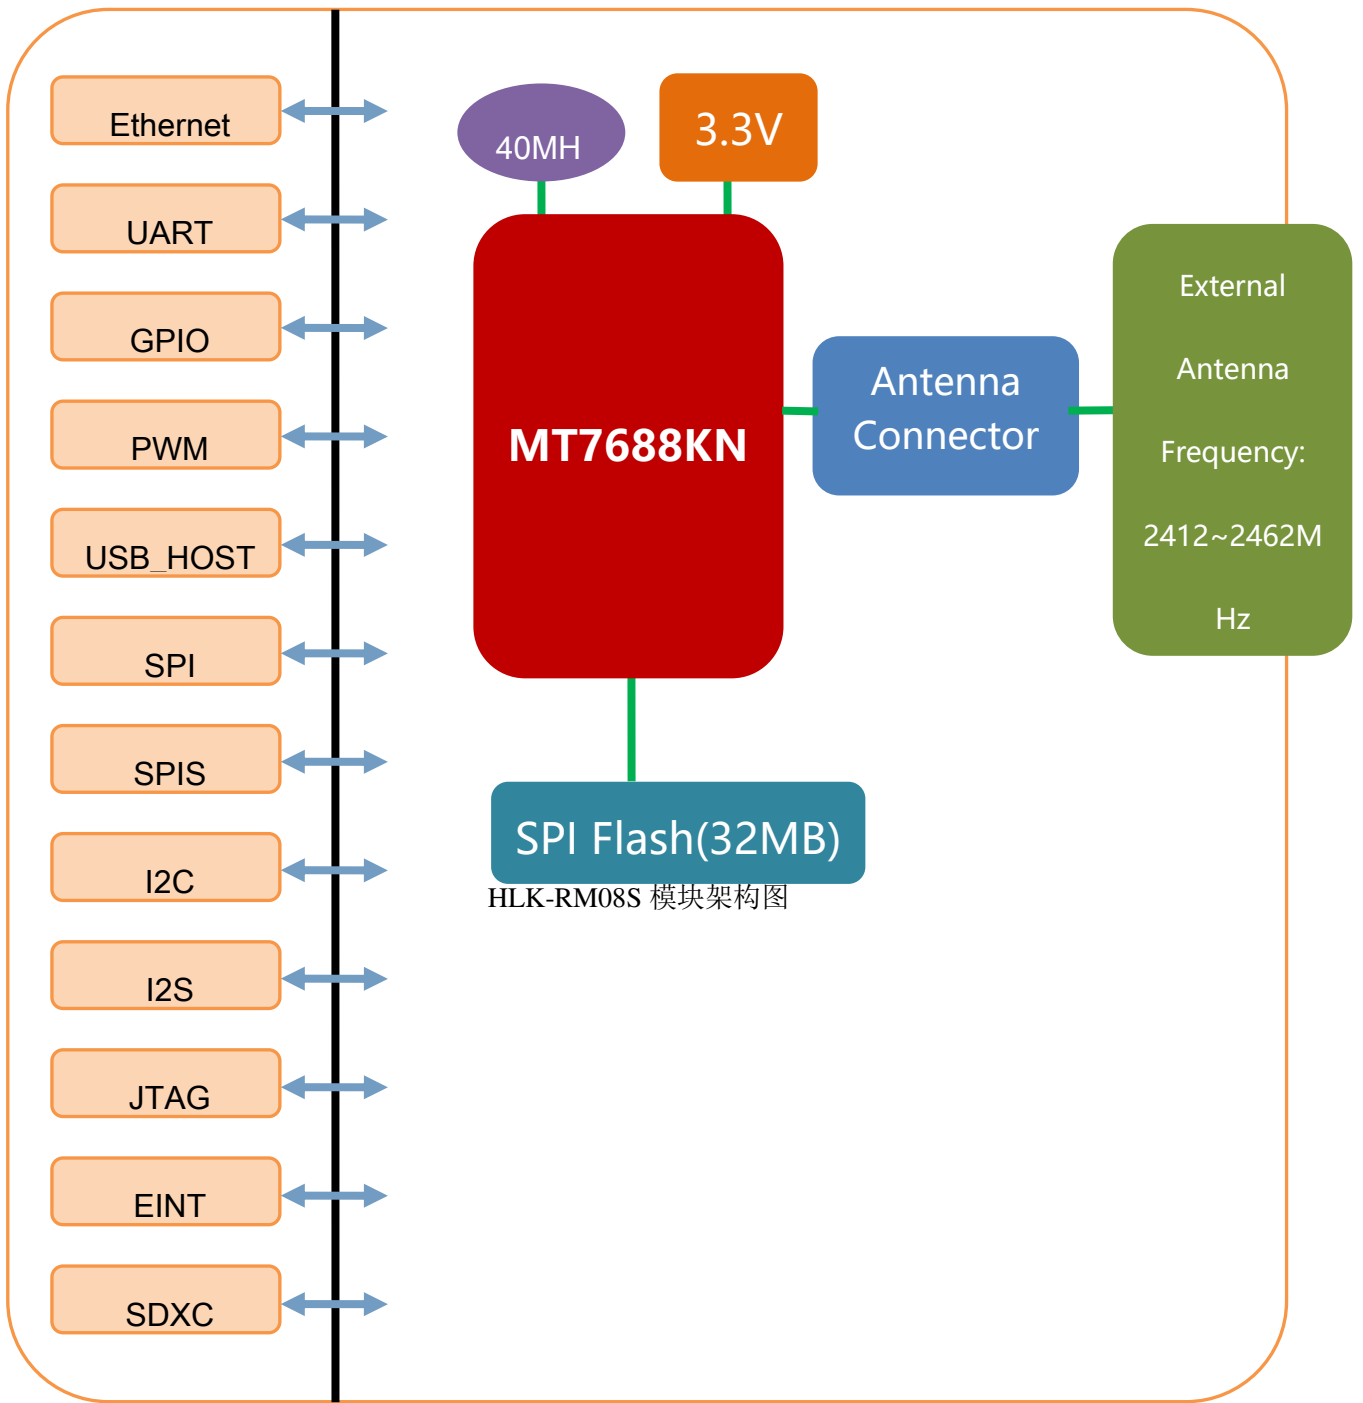 Ethernet
UART
GPIO
PWM
USB_HOST
SPI
SPIS
I2C
I2S
JTAG
EINT
SDXC
40MH
3.3V
MT7688KN
Antenna
Connector
External
Antenna
Frequency:
2412~2462M
Hz
SPI Flash(32MB)
HLK-RM08S 模块架构图